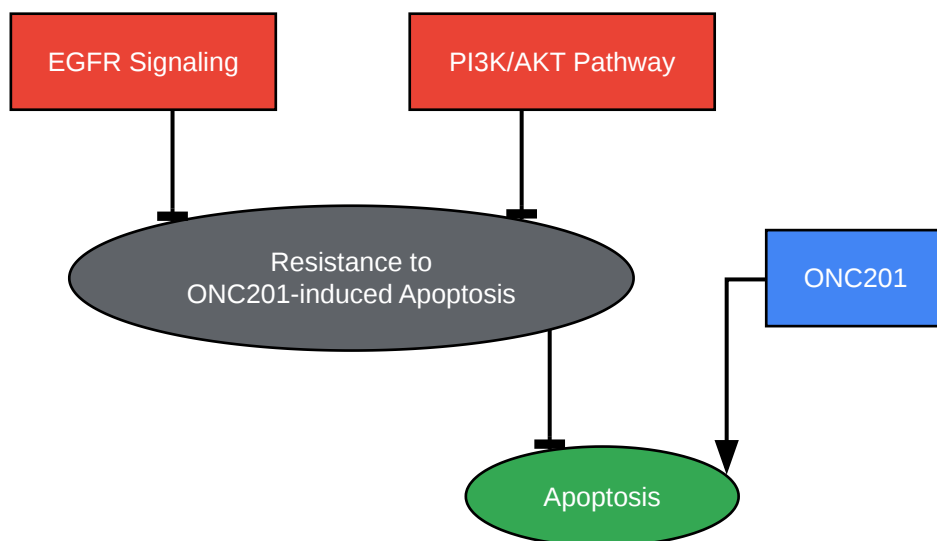 EGFR Signaling
PI3K/AKT Pathway
Resistance to
ONC201-induced Apoptosis
ONC201
Apoptosis